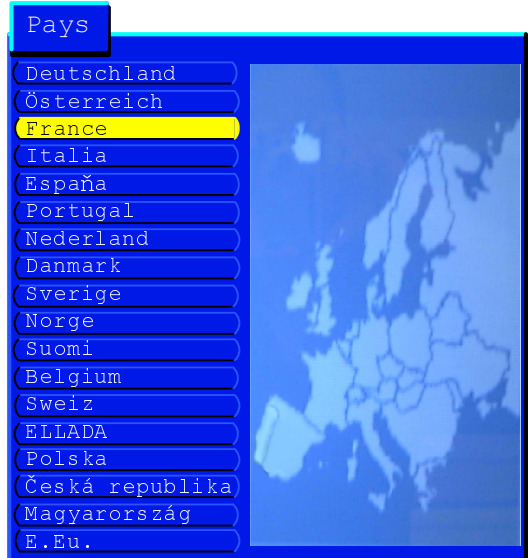 Pays
Deutschland
Österreich
France
Italia
Espaňa
Portugal
Nederland
Danmark
Sverige
Norge
Suomi
Belgium
Sweiz
ELLADA
Polska
Česká republika
Magyarország
E.Eu.